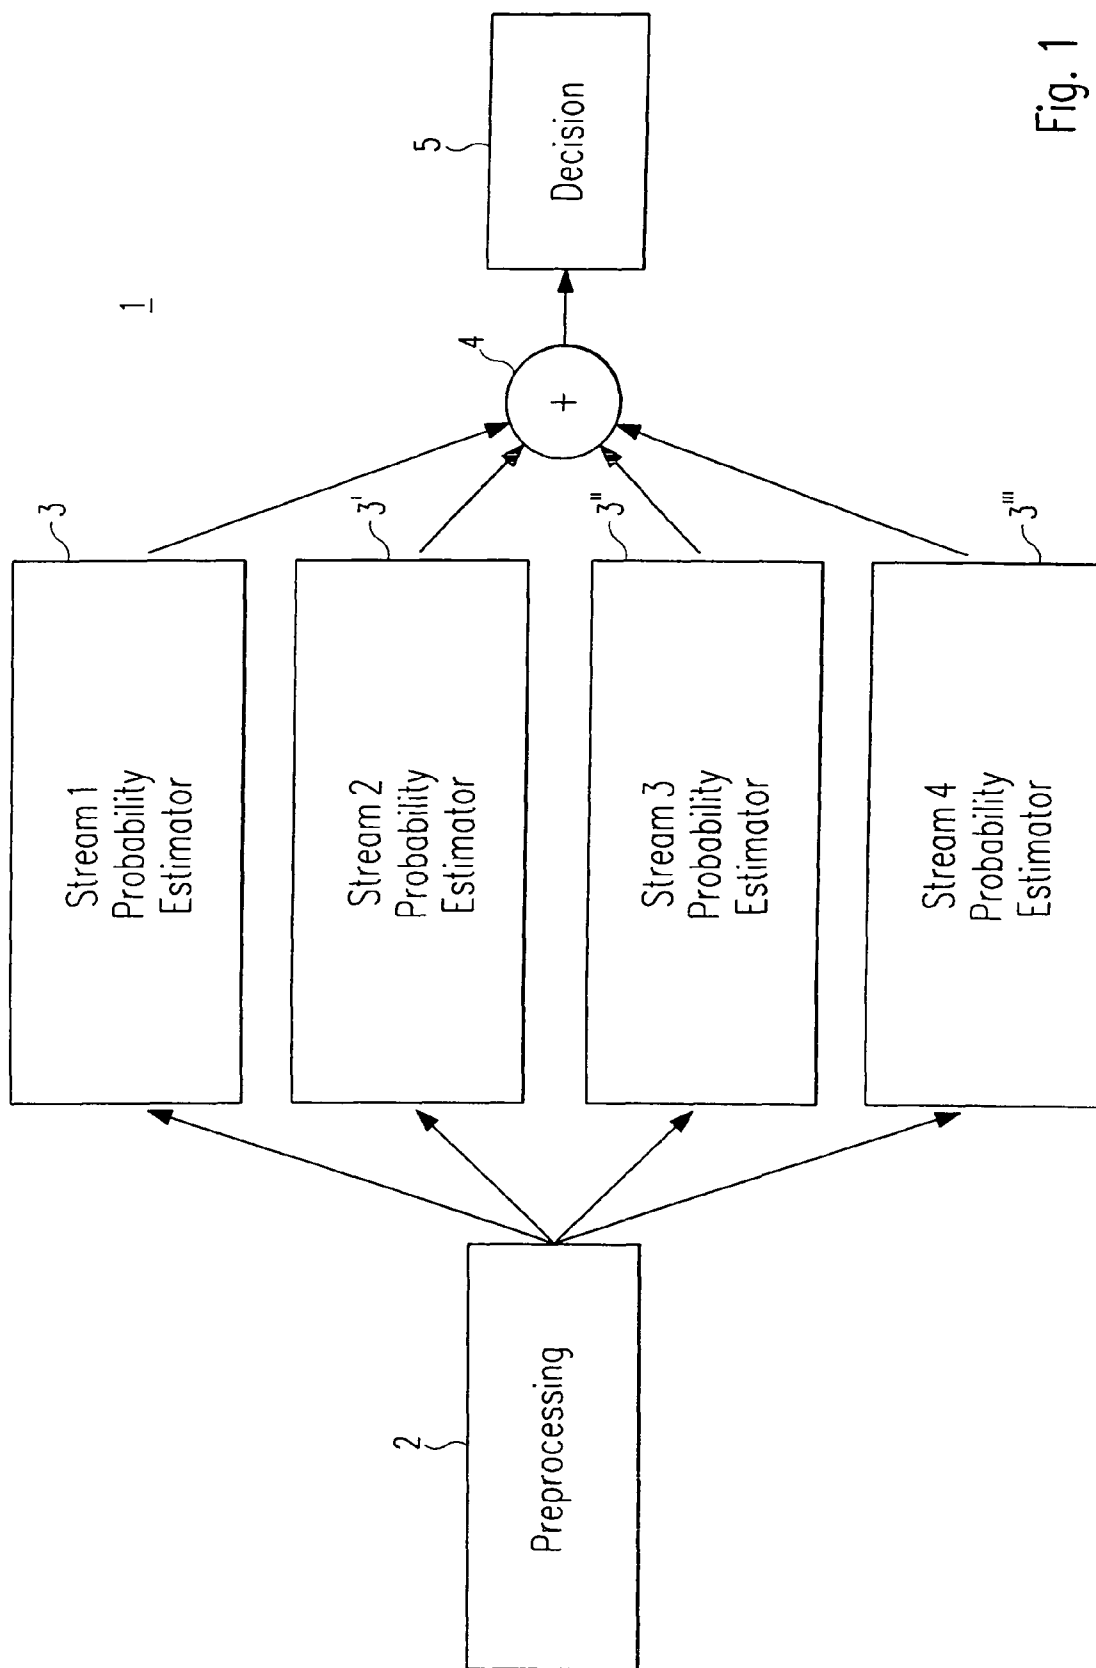 1
2
Preprocessing
3
Stream 1
Probability
Estimator
3'
Stream 2
Probability
Estimator
3''
Stream 3
Probability
Estimator
3'''
Stream 4
Probability
Estimator
4
+
5
Decision
Fig. 1